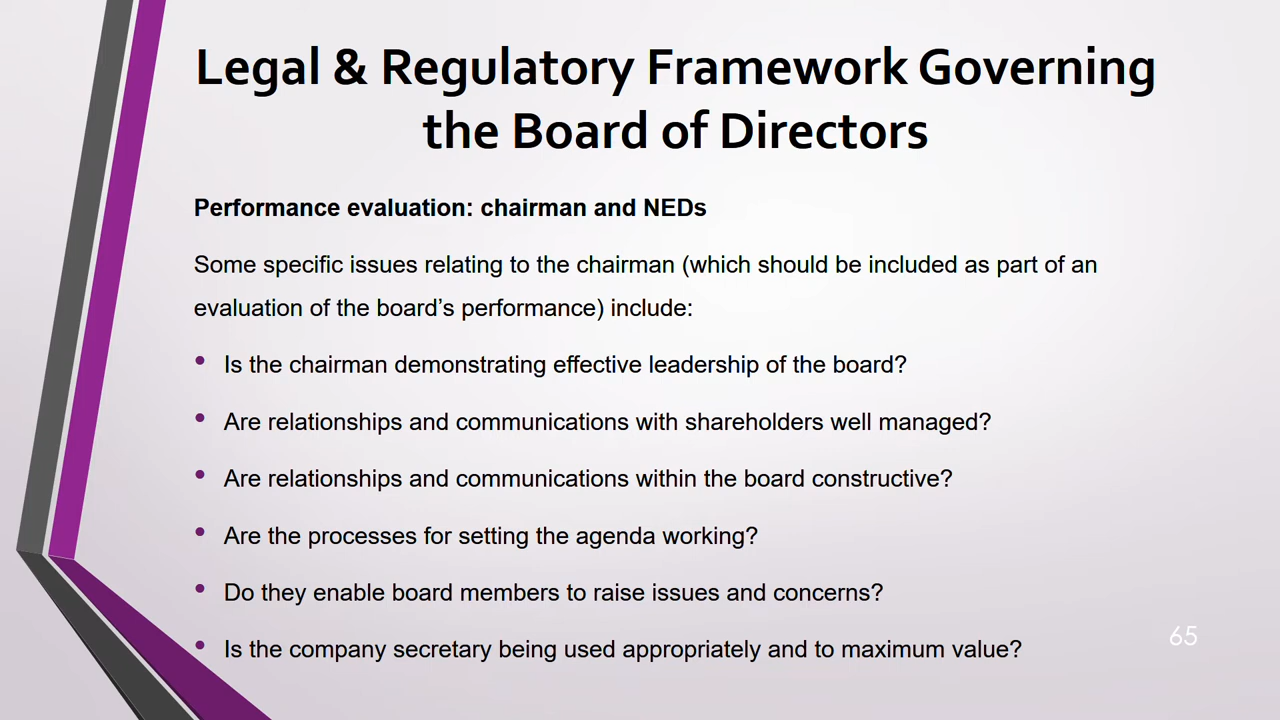 Legal & Regulatory Framework Governing
the Board of Directors
Performance evaluation: chairman and NEDs
Some specific issues relating to the chairman (which should be included as part of an
evaluation of the board’s performance) include:
• Is the chairman demonstrating effective leadership of the board?
• Are relationships and communications with shareholders well managed?
• Are relationships and communications within the board constructive?
• Are the processes for setting the agenda working?
• Do they enable board members to raise issues and concerns?
• Is the company secretary being used appropriately and to maximum value?
65